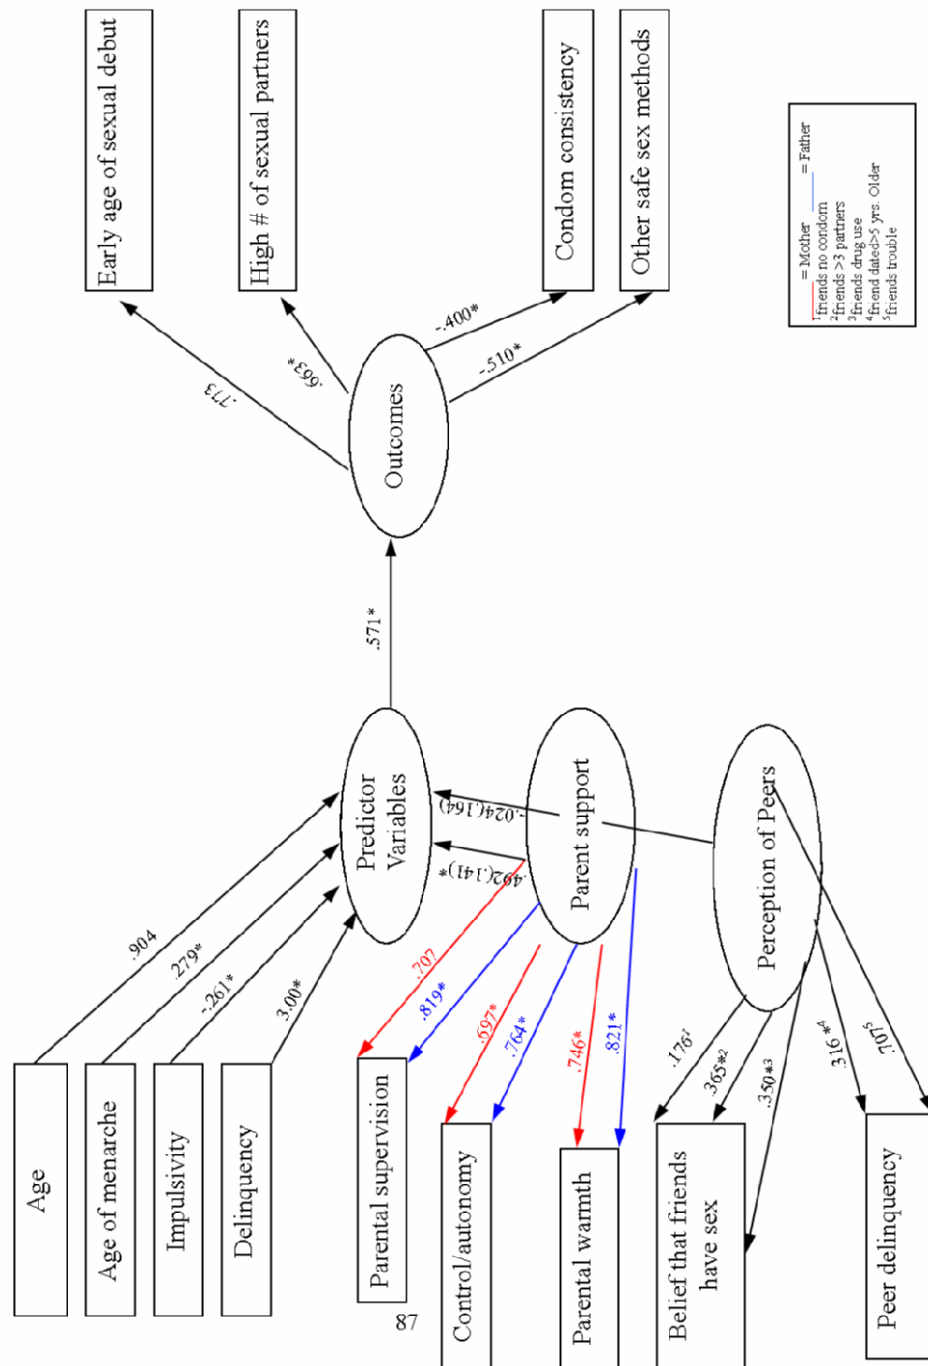 Age
Age of menarche
Impulsivity
Delinquency
Parental supervision
Control/autonomy
Parental warmth
Belief that friends
have sex
Peer delinquency
.904
.279*
-.261*
3.00*
.707
.819*
.697*
.764*
.746*
.821*
.176¹
.365*²
.350*³
.316 *⁴
.707⁵
Predictor
Variables
Parent support
Perception of Peers
.492(.141)*
-.024(.164)
.571*
Outcomes
.773
.663*
-.400*
-.510*
Early age of sexual debut
High # of sexual partners
Condom consistency
Other safe sex methods
= Mother = Father
¹friends no condom
²friends >3 partners
³friends drug use
⁴friend dated>5 yrs. Older
⁵friends trouble
87